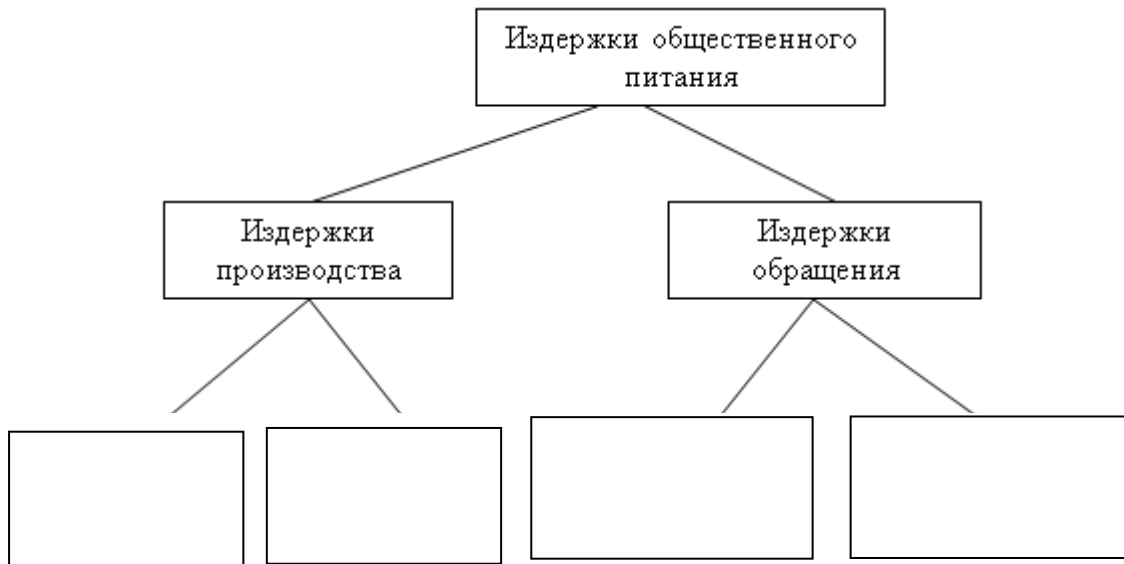 Издержки общественного
питания
Издержки
производства
Издержки
обращения